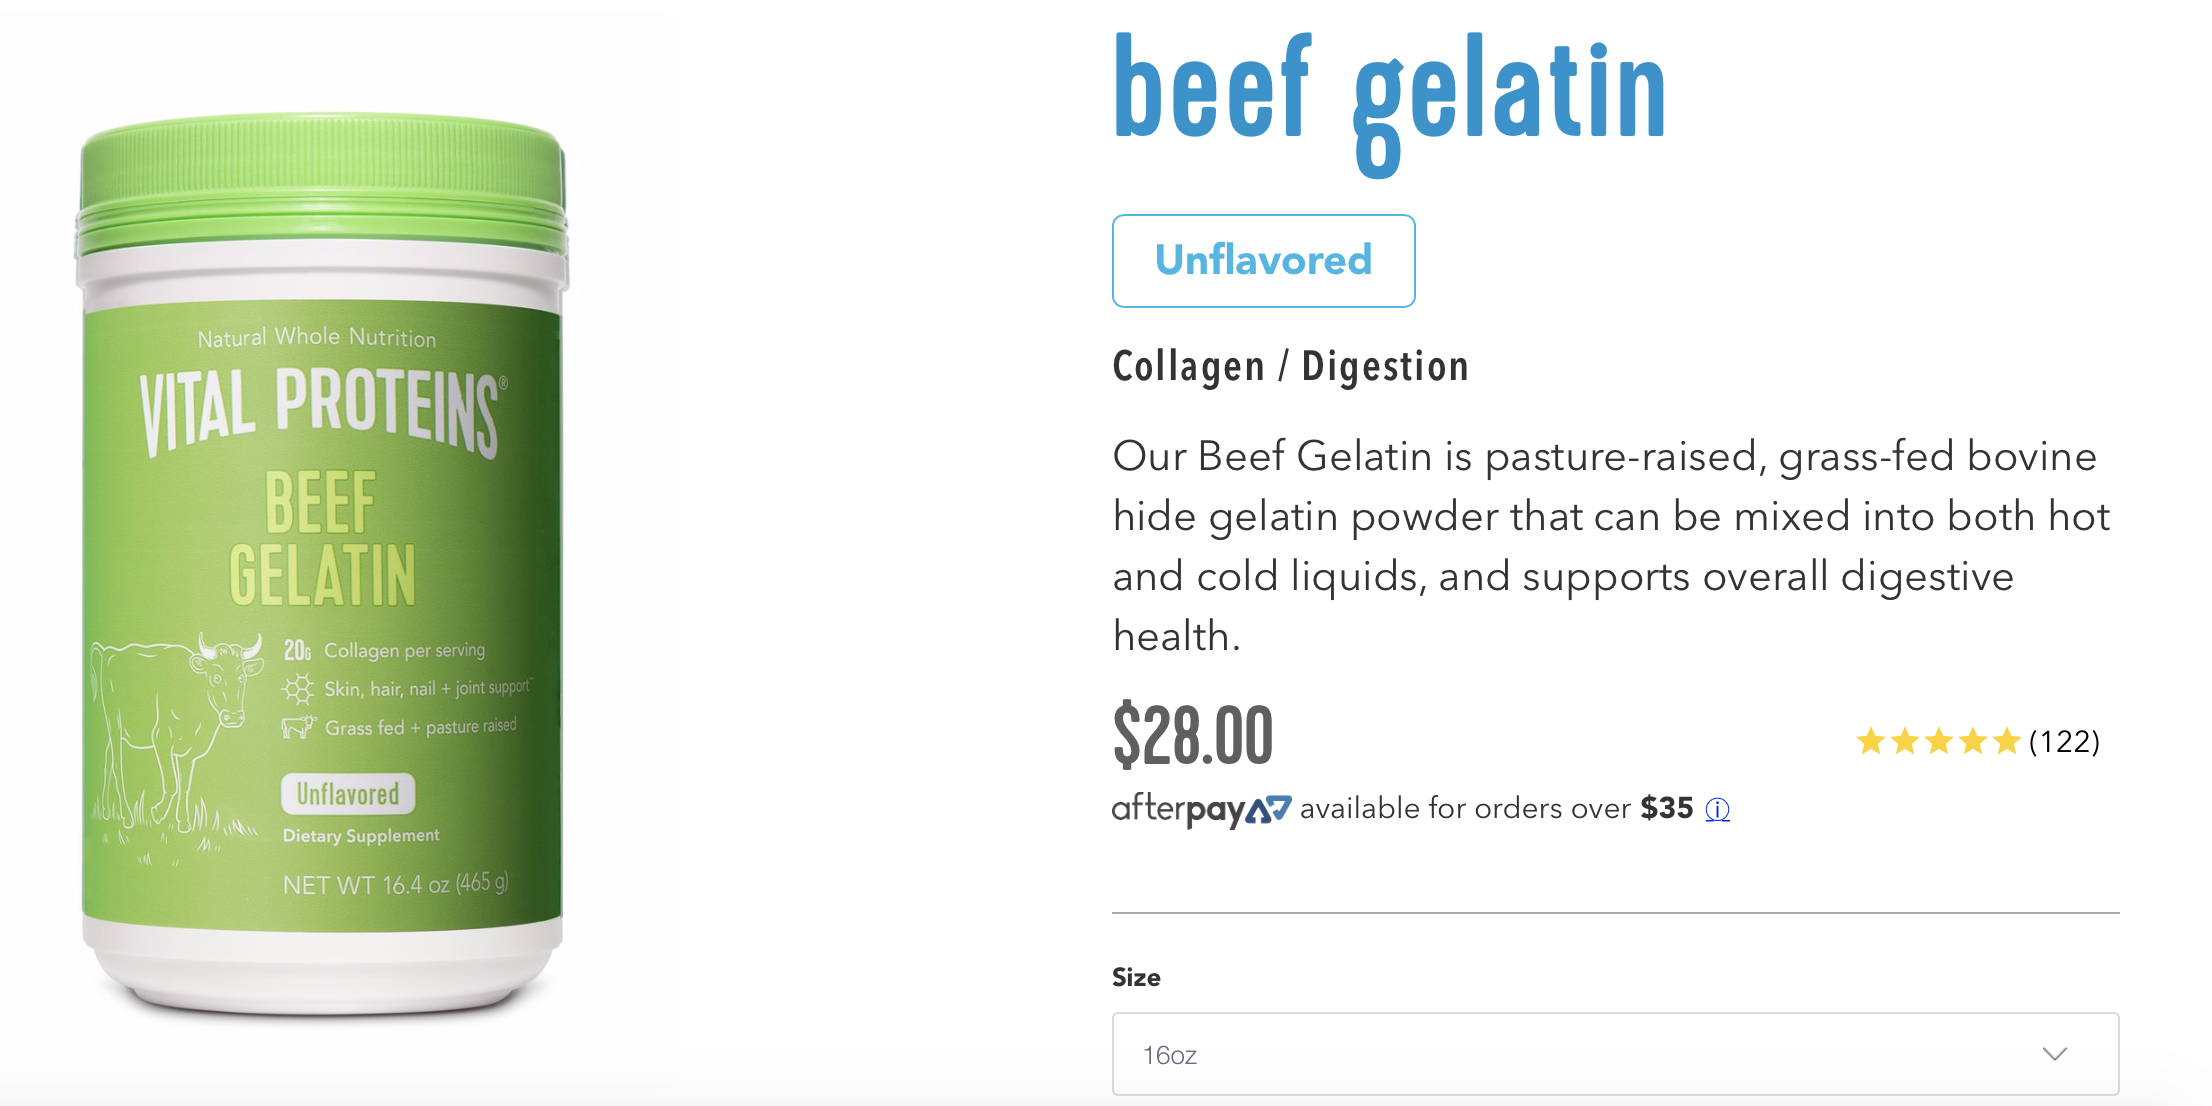 Natural Whole Nutrition
VITAL PROTEINS®
BEEF
GELATIN
20G Collagen per serving
Skin, hair, nail + joint support™
Grass fed + pasture raised
Unflavored
Dietary Supplement
NET WT 16.4 oz (465 g)
beef gelatin
Unflavored
Collagen / Digestion
Our Beef Gelatin is pasture-raised, grass-fed bovine
hide gelatin powder that can be mixed into both hot
and cold liquids, and supports overall digestive
health.
$28.00
(122)
afterpay available for orders over $35
Size
16oz